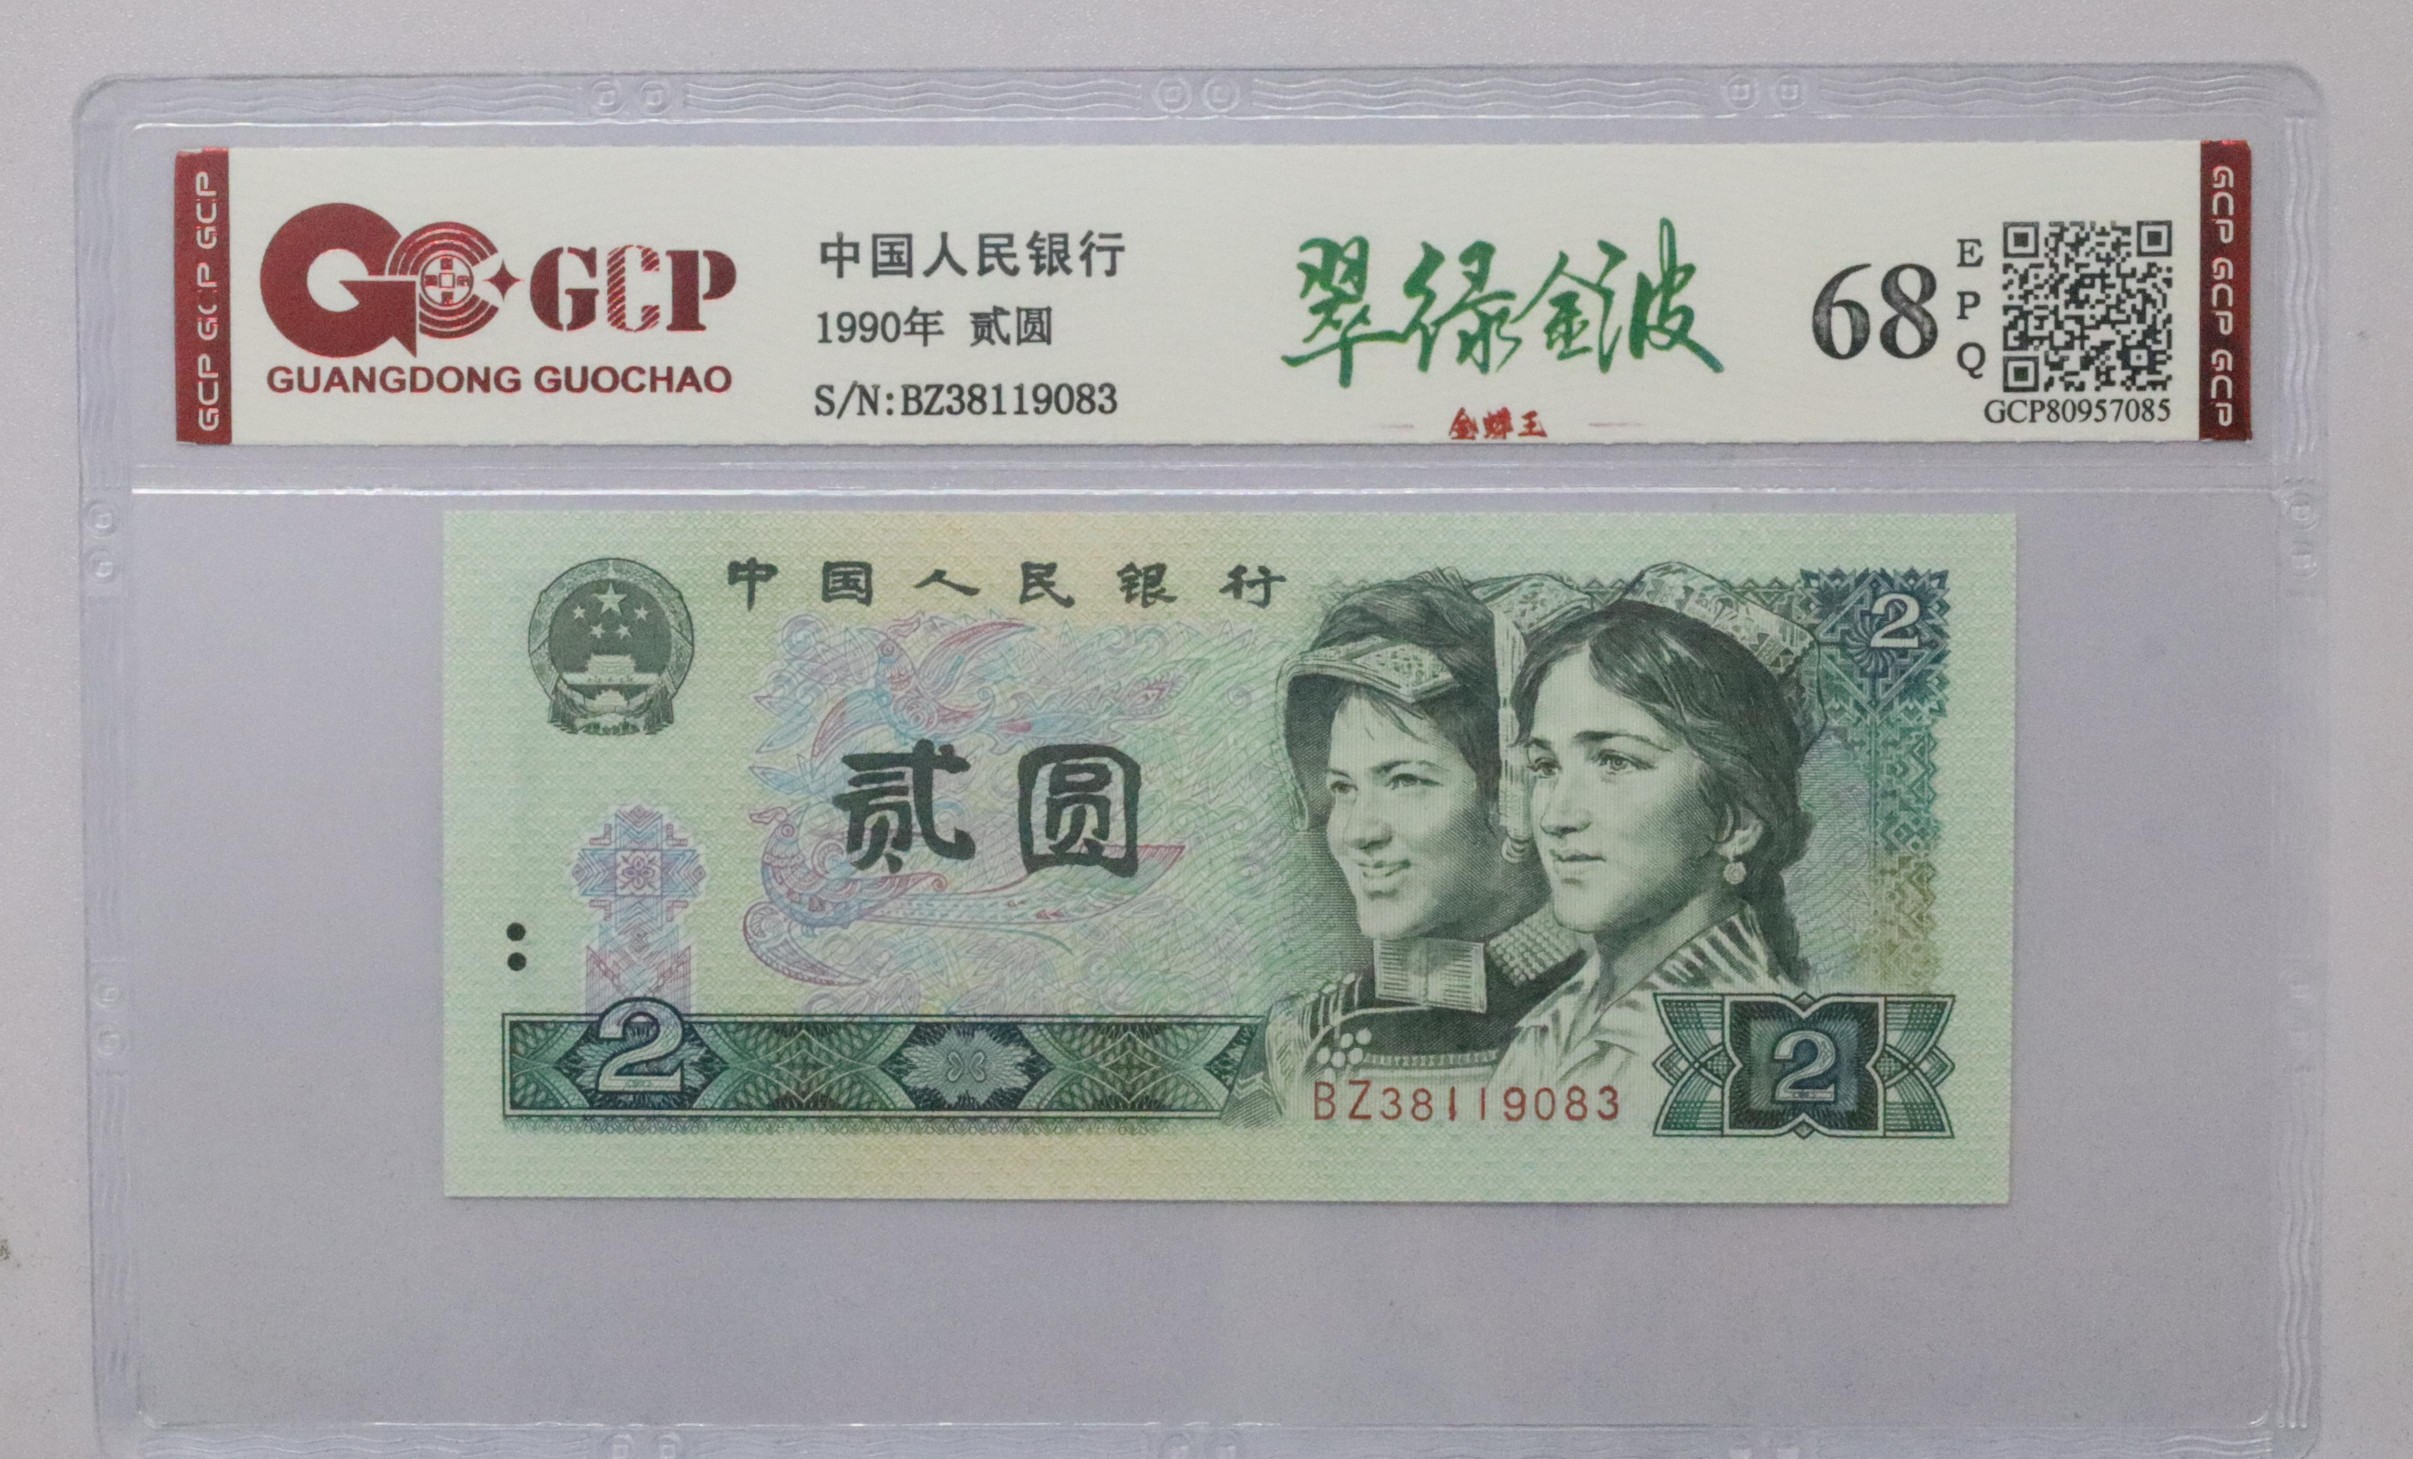 GCP GCP GCP
GCP
GUANGDONG GUOCHAO
中国人民银行
1990年 贰圆
S/N:BZ38119083
翠绿金波
金蝉王
68
EPQ
GCP80957085
GCP GCP GCP
中国人民银行
2
贰圆
2
BZ38119083
2